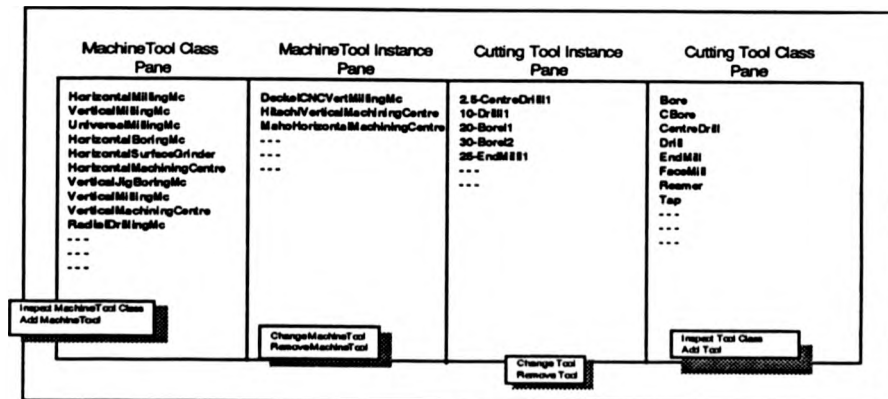 MachineTool Class
Pane
MachineTool Instance
Pane
Cutting Tool Instance
Pane
Cutting Tool Class
Pane
HorizontalMillingMc
VerticalMillingMc
UniversalMillingMc
HorizontalBoringMc
HorizontalSurfaceGrinder
HorizontalMachiningCentre
VerticalJigBoringMc
VerticalMillingMc
VerticalMachiningCentre
RadialDrillingMc
---
---
---
DeckelCNCVertMillingMc
HitachiVerticalMachiningCentre
MahoHorizontalMachiningCentre
---
---
---
2.5-CentreDrill1
10-Drill1
20-Borel1
30-Borel2
25-EndMill1
---
---
Bore
CBore
CentreDrill
Drill
EndMill
FaceMill
Reamer
Tap
---
---
---
Inspect MachineTool Class
Add MachineTool
ChangeMachineTool
RemoveMachineTool
Change Tool
Remove Tool
Inspect Tool Class
Add Tool